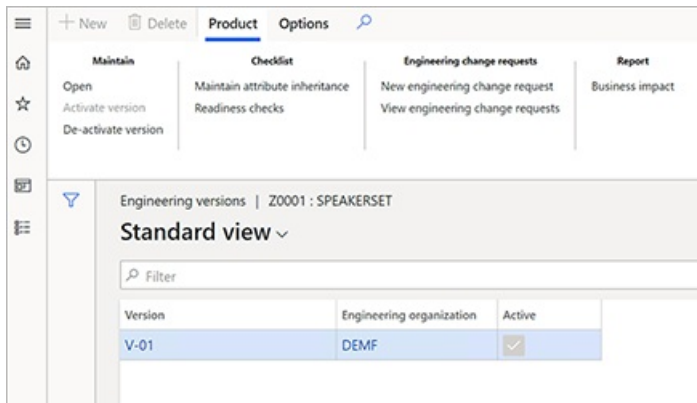 New Delete Product Options
Maintain
Open
Activate version
De-activate version
Checklist
Maintain attribute inheritance
Readiness checks
Engineering change requests
New engineering change request
View engineering change requests
Report
Business impact
Engineering versions | Z0001 : SPEAKERSET
Standard view
Filter
Version Engineering organization Active
V-01 DEMF